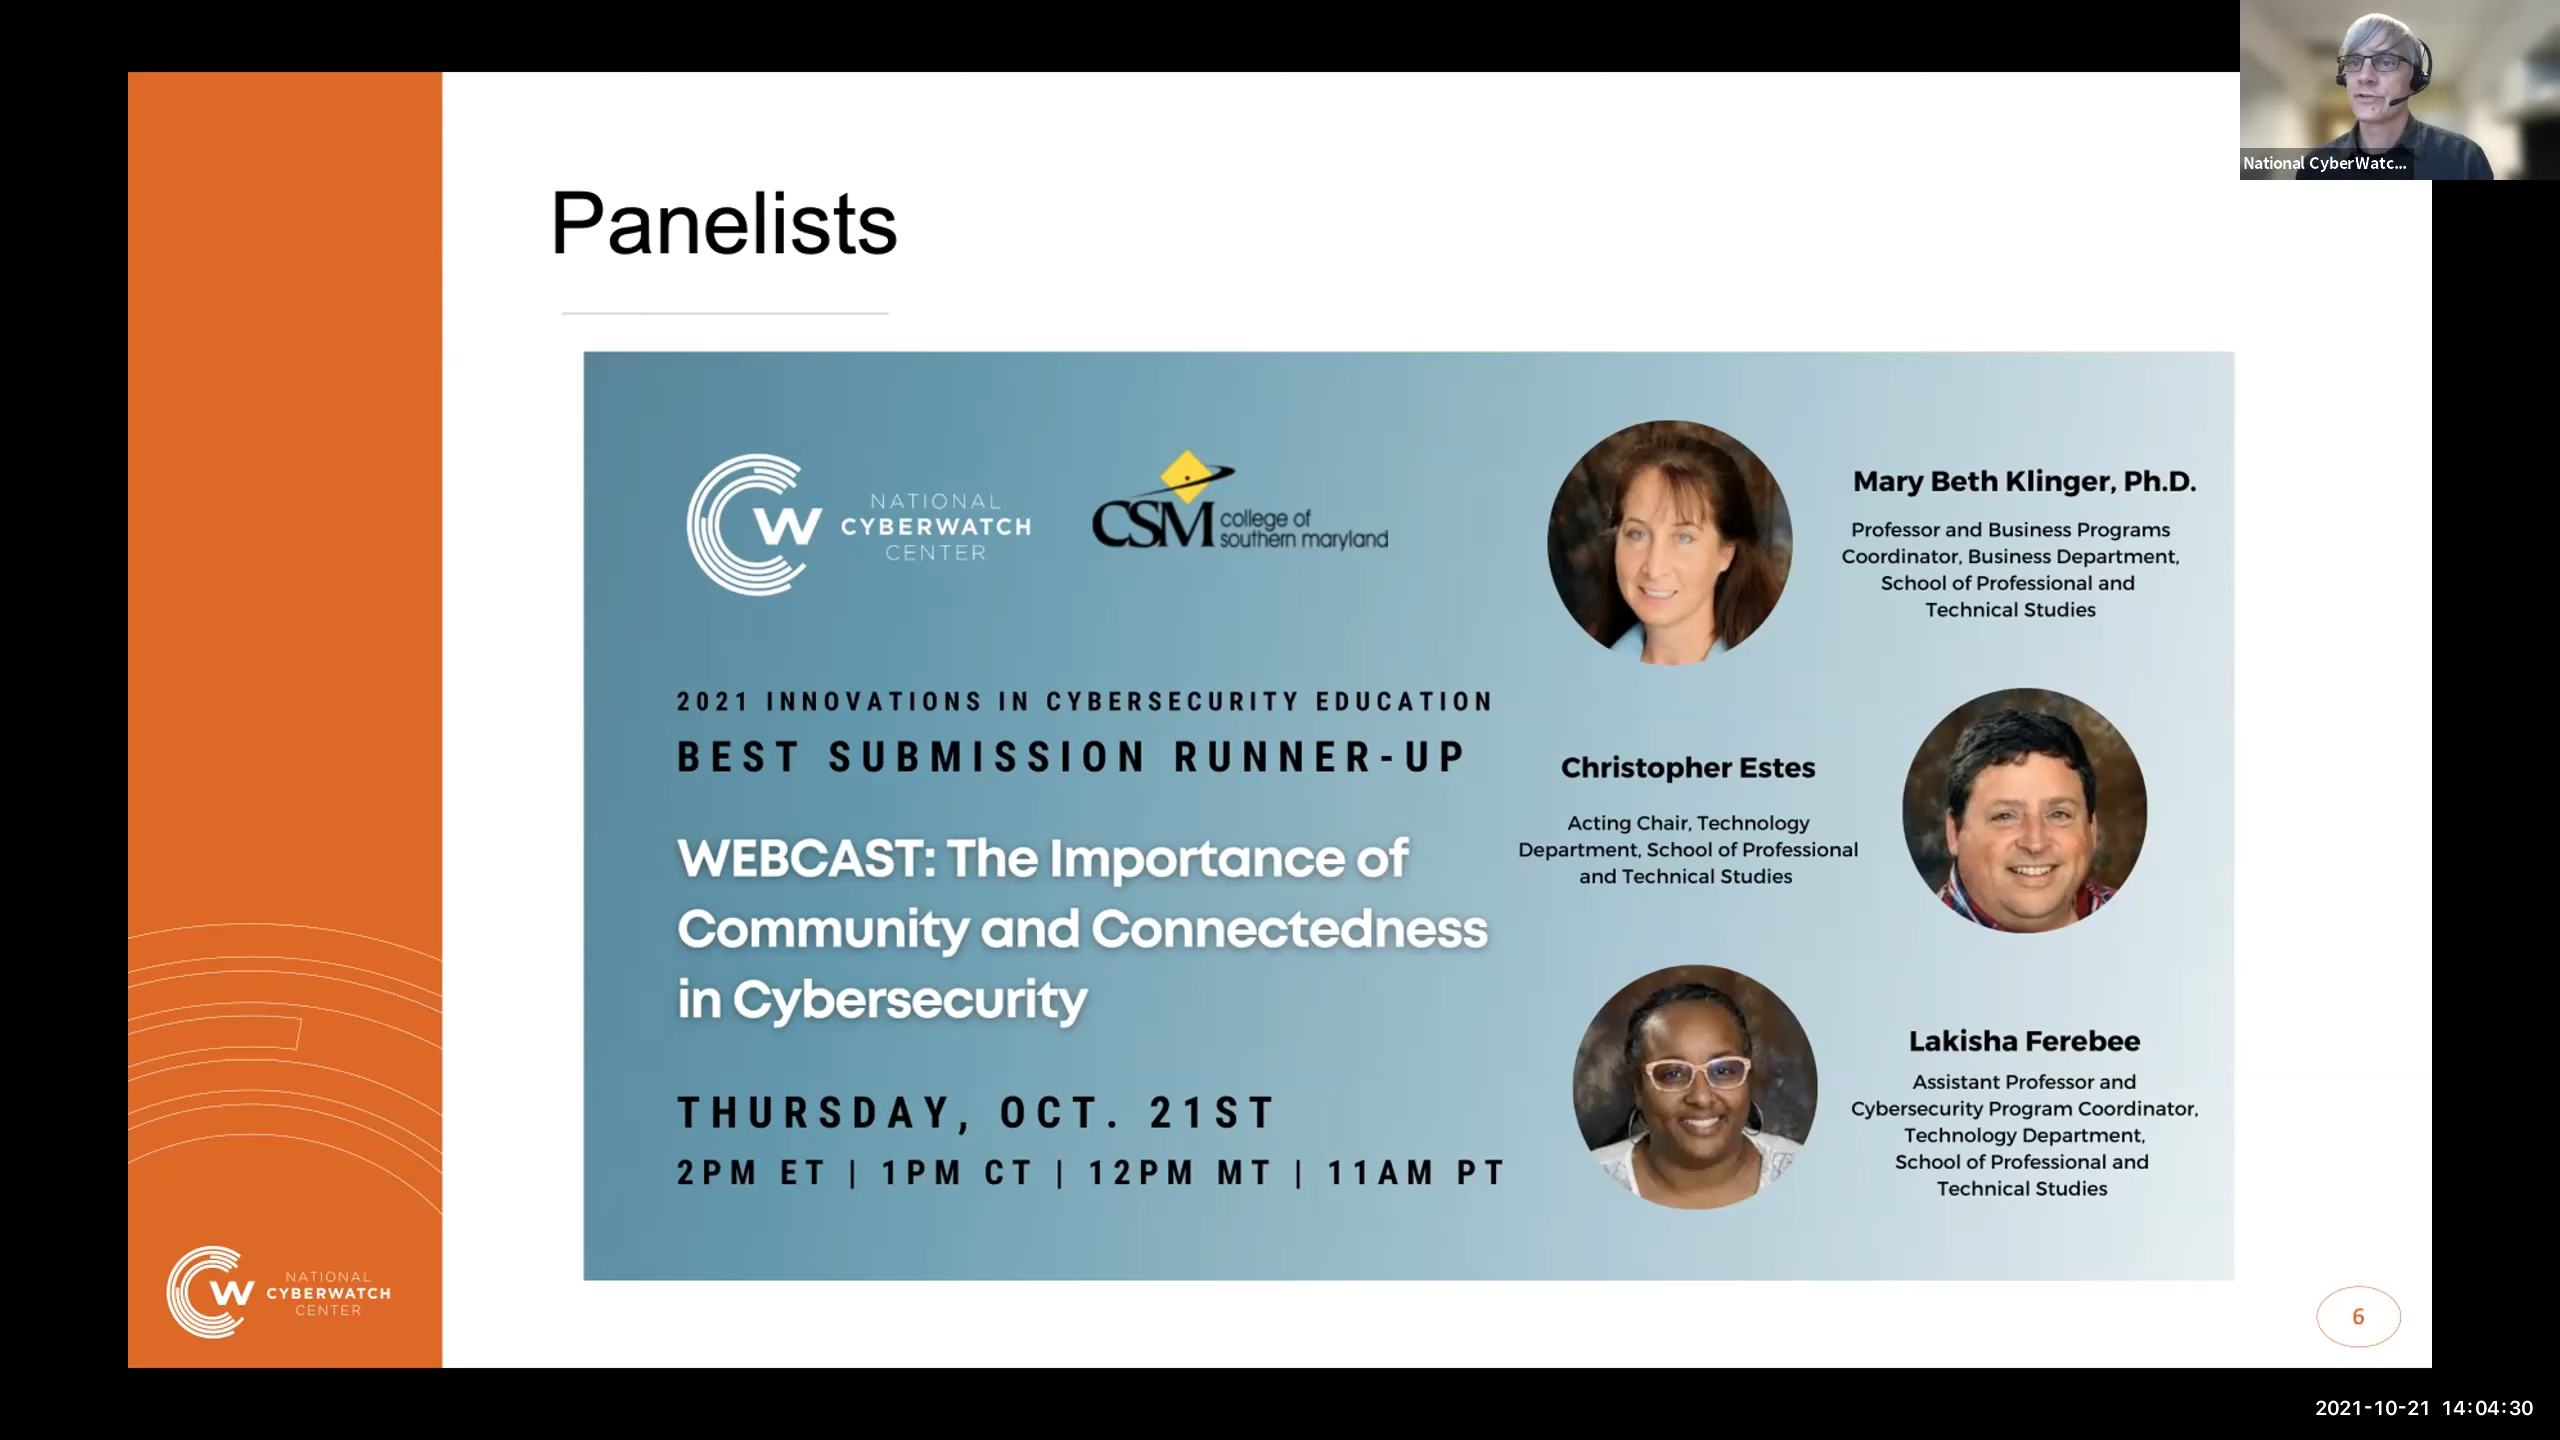 National CyberWatc...
Panelists
NATIONAL
CYBERWATCH
CENTER
CSM college of
southern maryland
2021 INNOVATIONS IN CYBERSECURITY EDUCATION
BEST SUBMISSION RUNNER-UP
WEBCAST: The Importance of
Community and Connectedness
in Cybersecurity
THURSDAY, OCT. 21ST
2PM ET | 1PM CT | 12PM MT | 11AM PT
Mary Beth Klinger, Ph.D.
Professor and Business Programs
Coordinator, Business Department,
School of Professional and
Technical Studies
Christopher Estes
Acting Chair, Technology
Department, School of Professional
and Technical Studies
Lakisha Ferebee
Assistant Professor and
Cybersecurity Program Coordinator,
Technology Department,
School of Professional and
Technical Studies
CW NATIONAL
CYBERWATCH
CENTER
6
2021-10-21 14:04:30